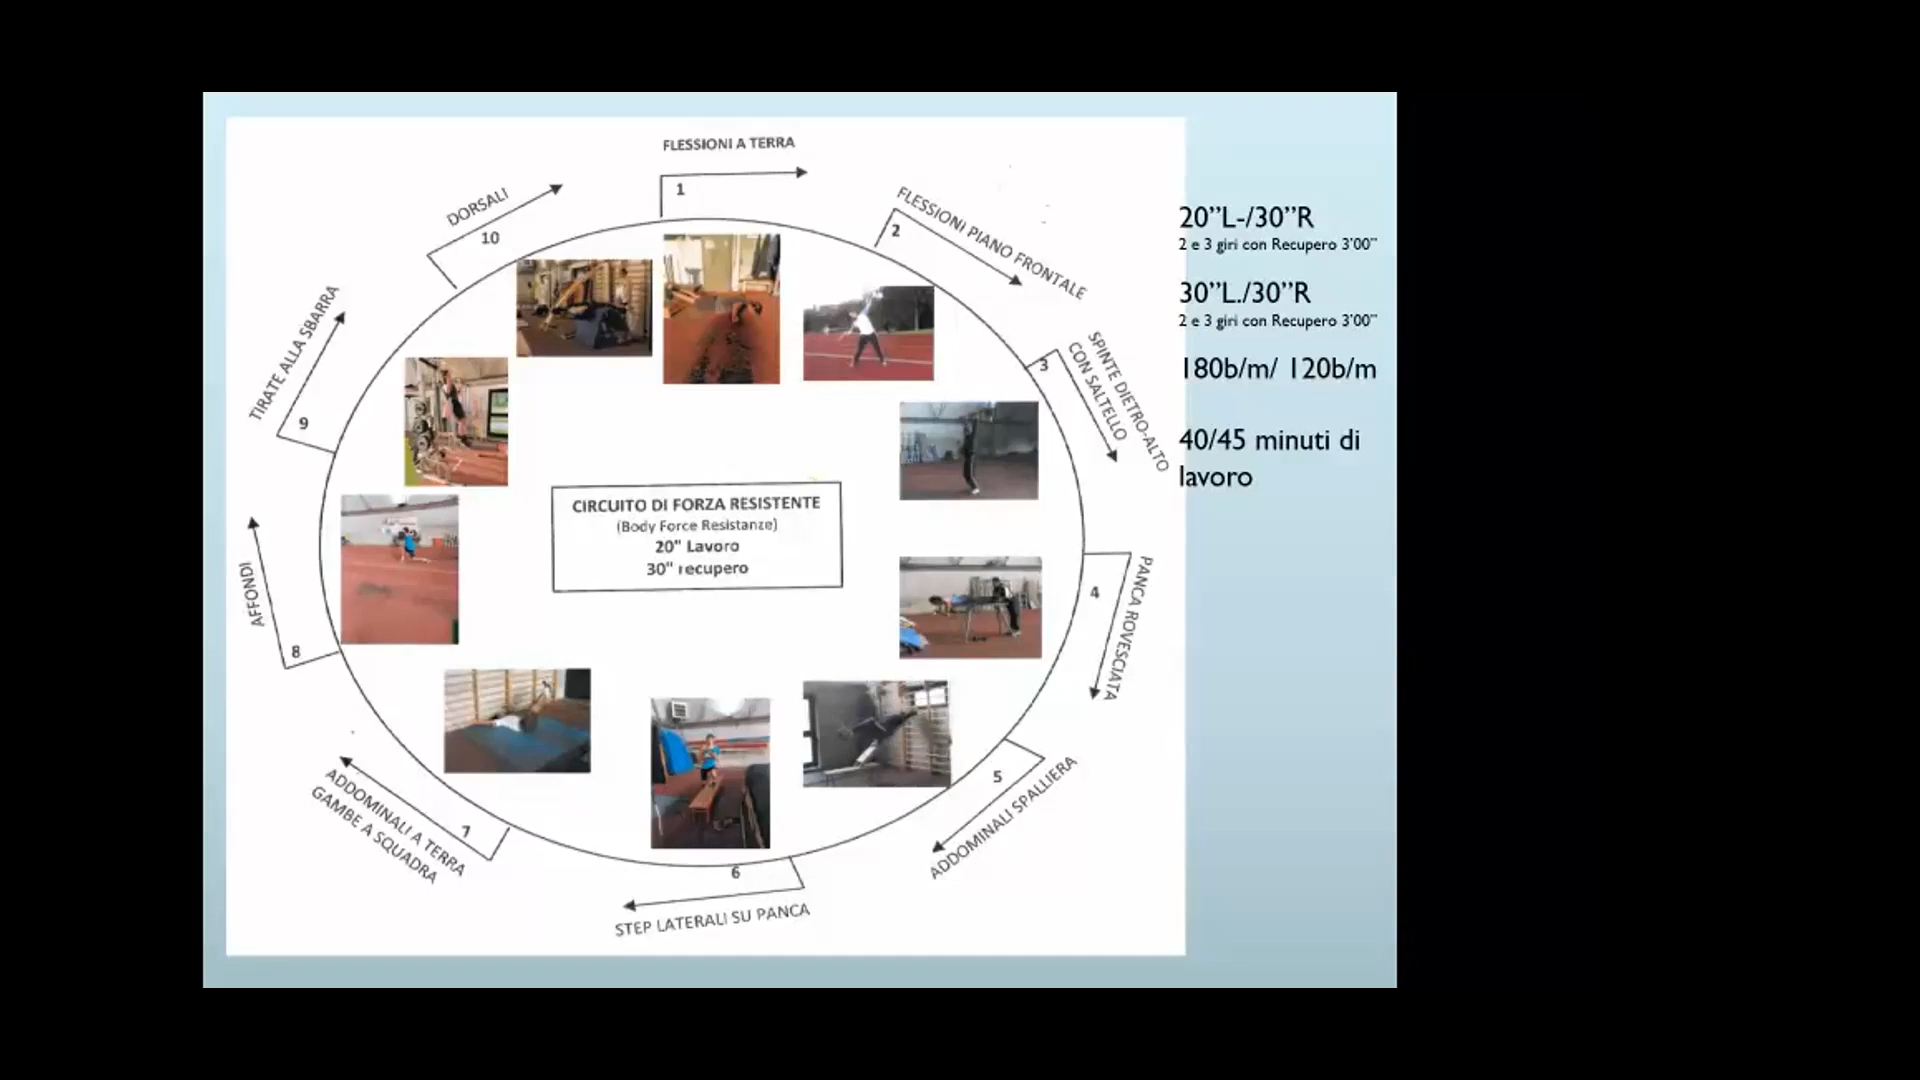 FLESSIONI A TERRA
1
FLESSIONI PIANO FRONTALE
2
SPINTE DIETRO-ALTO
CON SALTELLO
3
PANCA ROVESCIATA
4
ADDOMINALI SPALLIERA
5
STEP LATERALI SU PANCA
6
ADDOMINALI A TERRA
GAMBE A SQUADRA
7
AFFONDI
8
TIRATE ALLA SBARRA
9
DORSALI
10
CIRCUITO DI FORZA RESISTENTE
(Body Force Resistanze)
20" Lavoro
30" recupero
20”L-/30”R
2 e 3 giri con Recupero 3’00”
30”L./30”R
2 e 3 giri con Recupero 3’00”
180b/m/ 120b/m
40/45 minuti di
lavoro